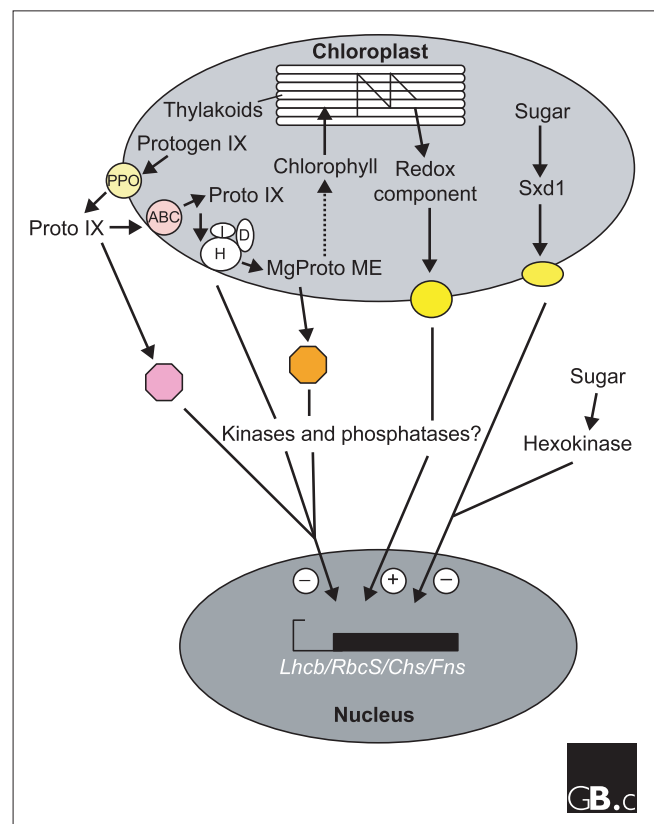 Chloroplast
Thylakoids
Protogen IX
Sugar
Chlorophyll
Redox
component
PPO
Proto IX
Sxd1
ABC
Proto IX
I
D
H
MgProto ME
Sugar
Kinases and phosphatases?
Hexokinase
– + –
Lhcb/RbcS/Chs/Fns
Nucleus
GB.c